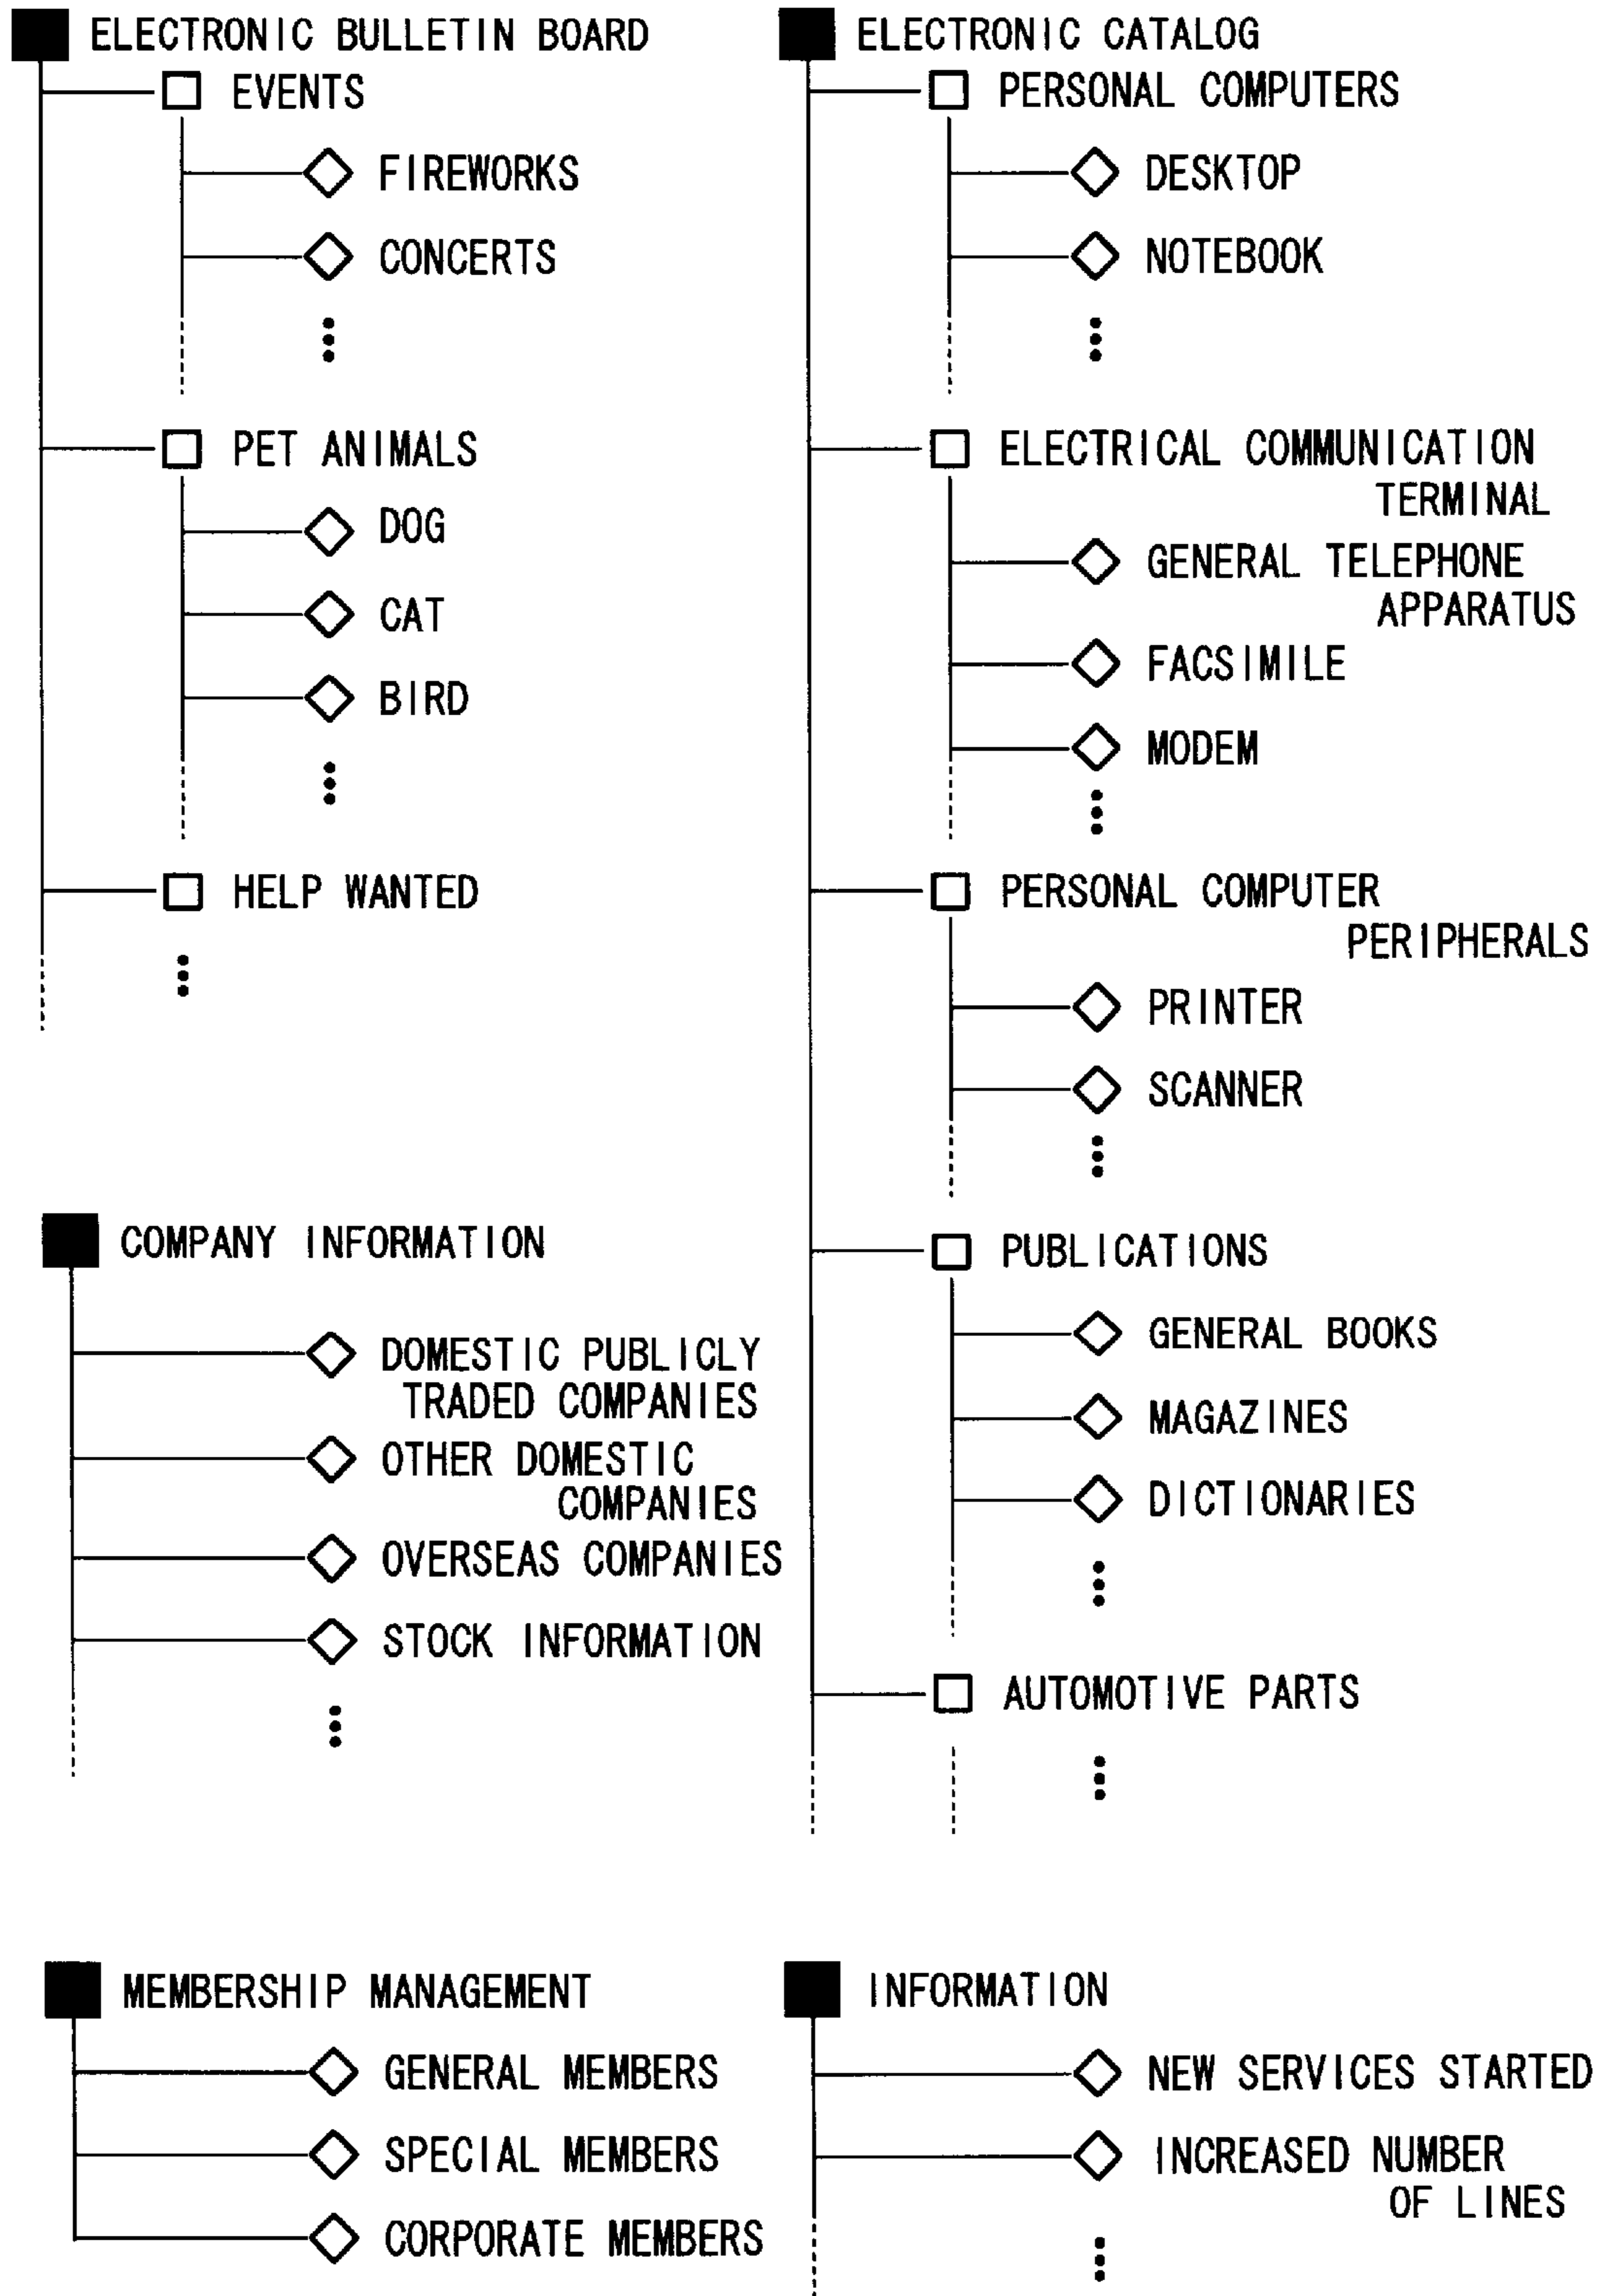 ELECTRONIC BULLETIN BOARD
EVENTS
FIREWORKS
CONCERTS
PET ANIMALS
DOG
CAT
BIRD
HELP WANTED
ELECTRONIC CATALOG
PERSONAL COMPUTERS
DESKTOP
NOTEBOOK
ELECTRICAL COMMUNICATION
TERMINAL
GENERAL TELEPHONE
APPARATUS
FACSIMILE
MODEM
PERSONAL COMPUTER
PERIPHERALS
PRINTER
SCANNER
PUBLICATIONS
GENERAL BOOKS
MAGAZINES
DICTIONARIES
AUTOMOTIVE PARTS
COMPANY INFORMATION
DOMESTIC PUBLICLY
TRADED COMPANIES
OTHER DOMESTIC
COMPANIES
OVERSEAS COMPANIES
STOCK INFORMATION
MEMBERSHIP MANAGEMENT
GENERAL MEMBERS
SPECIAL MEMBERS
CORPORATE MEMBERS
INFORMATION
NEW SERVICES STARTED
INCREASED NUMBER
OF LINES